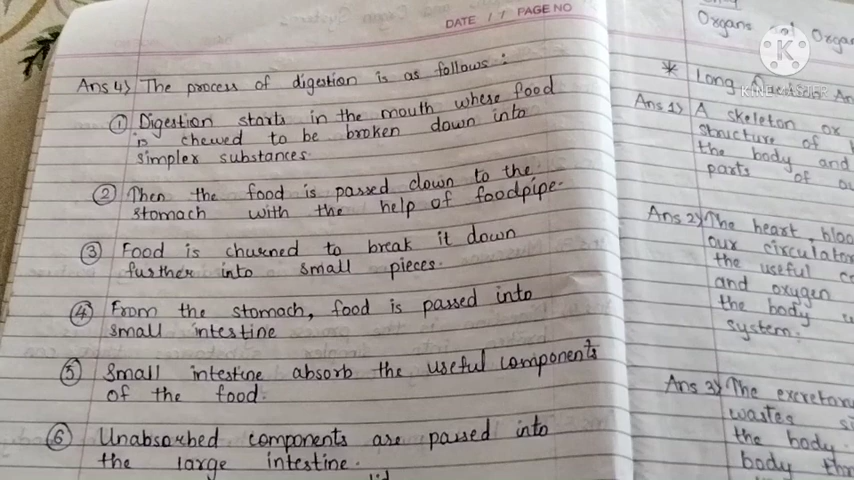 DATE / / PAGE NO
Ans 4) The process of digestion is as follows :
① Digestion starts in the mouth where food
is chewed to be broken down into
simpler substances.
② Then the food is passed down to the
stomach with the help of foodpipe.
③ Food is churned to break it down
further into small pieces.
④ From the stomach, food is passed into
small intestine
⑤ Small intestine absorb the useful components
of the food.
⑥ Unabsorbed components are passed into
the large intestine.
Organs and Organ
* Long
KINEMASTER
Ans 1) A skeleton or
structure of
the body and
parts of
Ans 2) The heart,
our
the useful
and oxygen
the body
system.
Ans 3) The
wastes
the body.
body